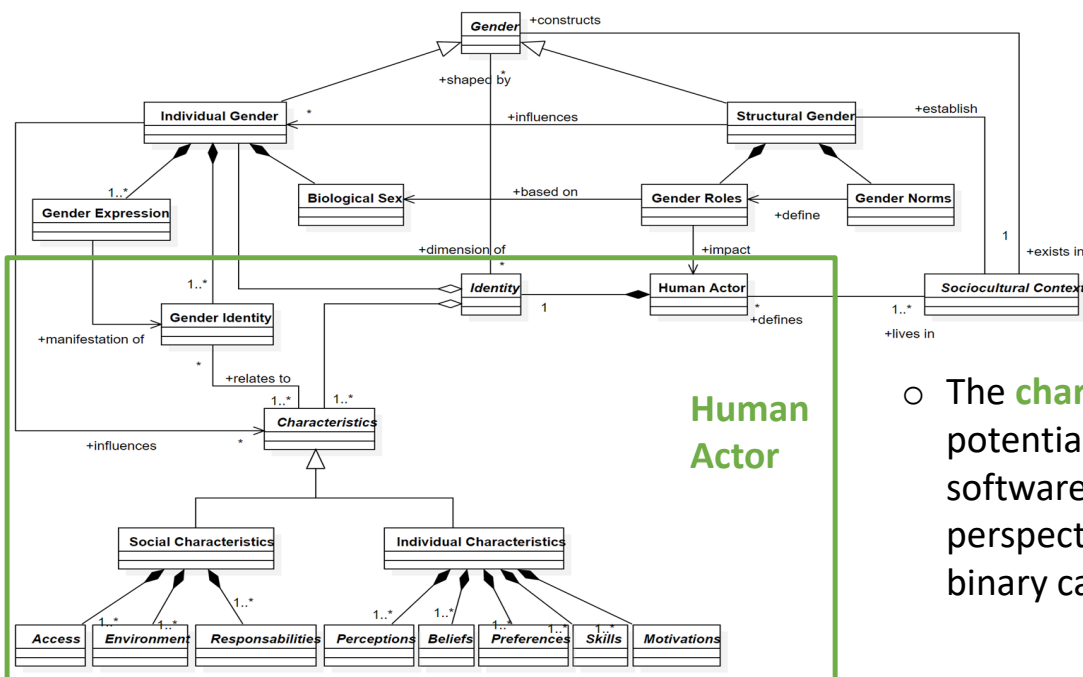 Gender
+constructs
+shaped by
*
Individual Gender
*
+influences
Structural Gender
+establish
1..*
Gender Expression
Biological Sex
+based on
Gender Roles
+define
Gender Norms
1
+exists in
+dimension of
*
+impact
1..*
Identity
1
Human Actor
*
+defines
1..*
+lives in
Sociocultural Context
Gender Identity
+manifestation of
*
+relates to
1..*
1..*
Characteristics
+influences
*
Human
Actor
○ The char
potentia
software
perspect
binary ca
Social Characteristics
Individual Characteristics
1..*
1..*
1..*
1..*
1..*
1..*
1..*
Access
Environment
Responsabilities
Perceptions
Beliefs
Preferences
Skills
Motivations